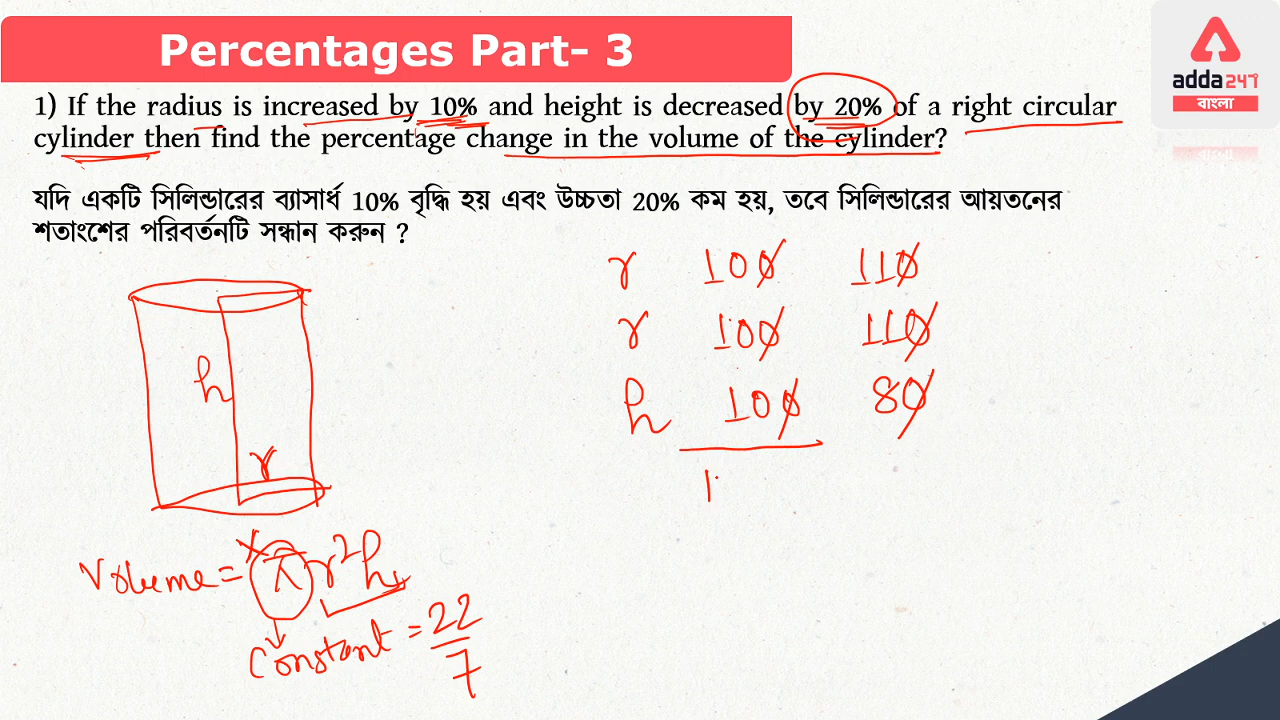 Percentages Part- 3
adda247
বাংলা
1) If the radius is increased by 10% and height is decreased by 20% of a right circular
cylinder then find the percentage change in the volume of the cylinder?
যদি একটি সিলিন্ডারের ব্যাসার্ধ 10% বৃদ্ধি হয় এবং উচ্চতা 20% কম হয়, তবে সিলিন্ডারের আয়তনের
শতাংশের পরিবর্তনটি সন্ধান করুন ?
r 100 110
r 100 110
h 100 80
1
h
r
Volume = π r²h
Constant = 22/7